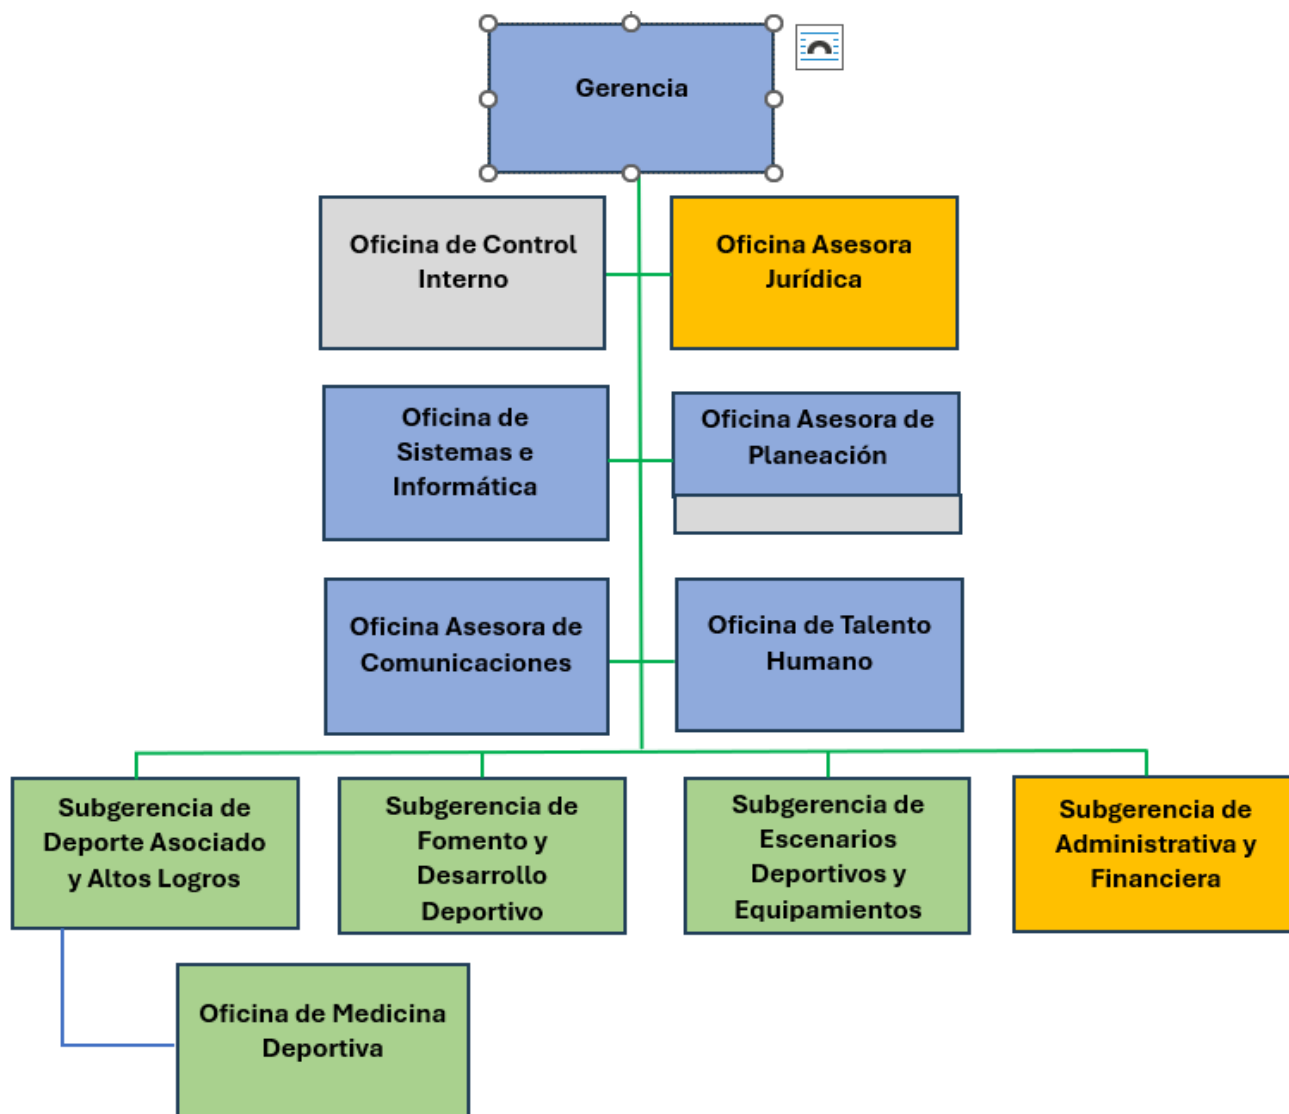 Gerencia
Oficina de Control
Interno
Oficina Asesora
Jurídica
Oficina de
Sistemas e
Informática
Oficina Asesora de
Planeación
Oficina Asesora de
Comunicaciones
Oficina de Talento
Humano
Subgerencia de
Deporte Asociado
y Altos Logros
Subgerencia de
Fomento y
Desarrollo
Deportivo
Subgerencia de
Escenarios
Deportivos y
Equipamientos
Subgerencia de
Administrativa y
Financiera
Oficina de Medicina
Deportiva